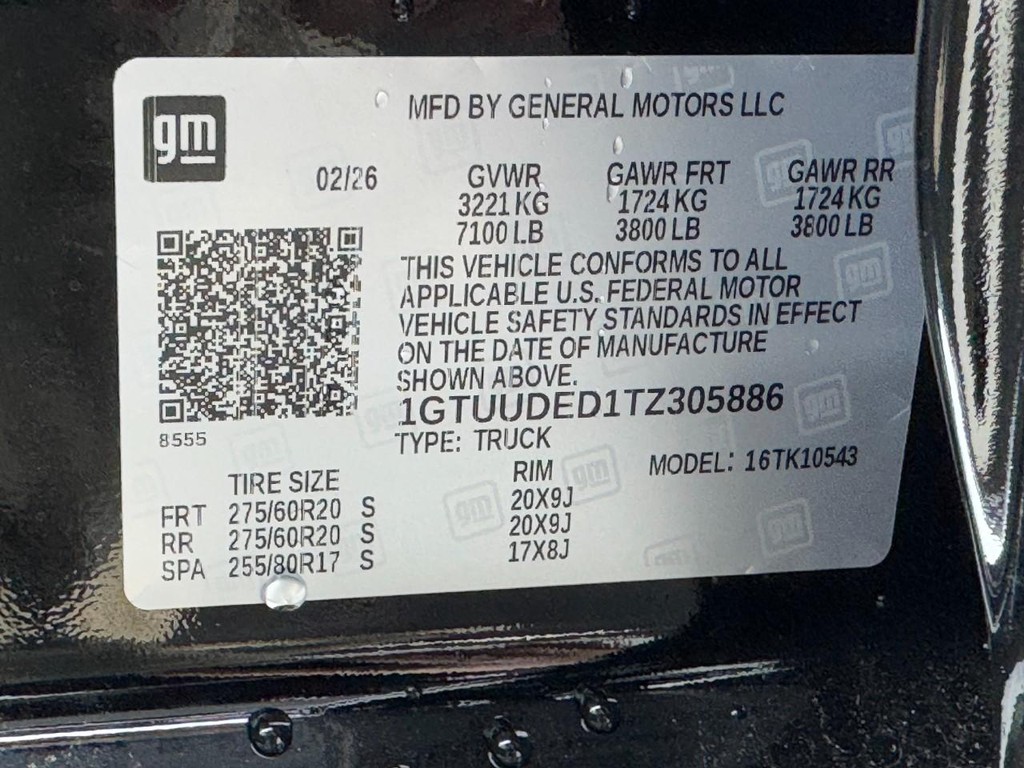 gm
MFD BY GENERAL MOTORS LLC
02/26
GVWR GAWR FRT GAWR RR
3221 KG 1724 KG 1724 KG
7100 LB 3800 LB 3800 LB
THIS VEHICLE CONFORMS TO ALL
APPLICABLE U.S. FEDERAL MOTOR
VEHICLE SAFETY STANDARDS IN EFFECT
ON THE DATE OF MANUFACTURE
SHOWN ABOVE.
1GTUUDED1TZ305886
8555
TYPE: TRUCK
MODEL: 16TK10543
TIRE SIZE RIM
FRT 275/60R20 S 20X9J
RR 275/60R20 S 20X9J
SPA 255/80R17 S 17X8J